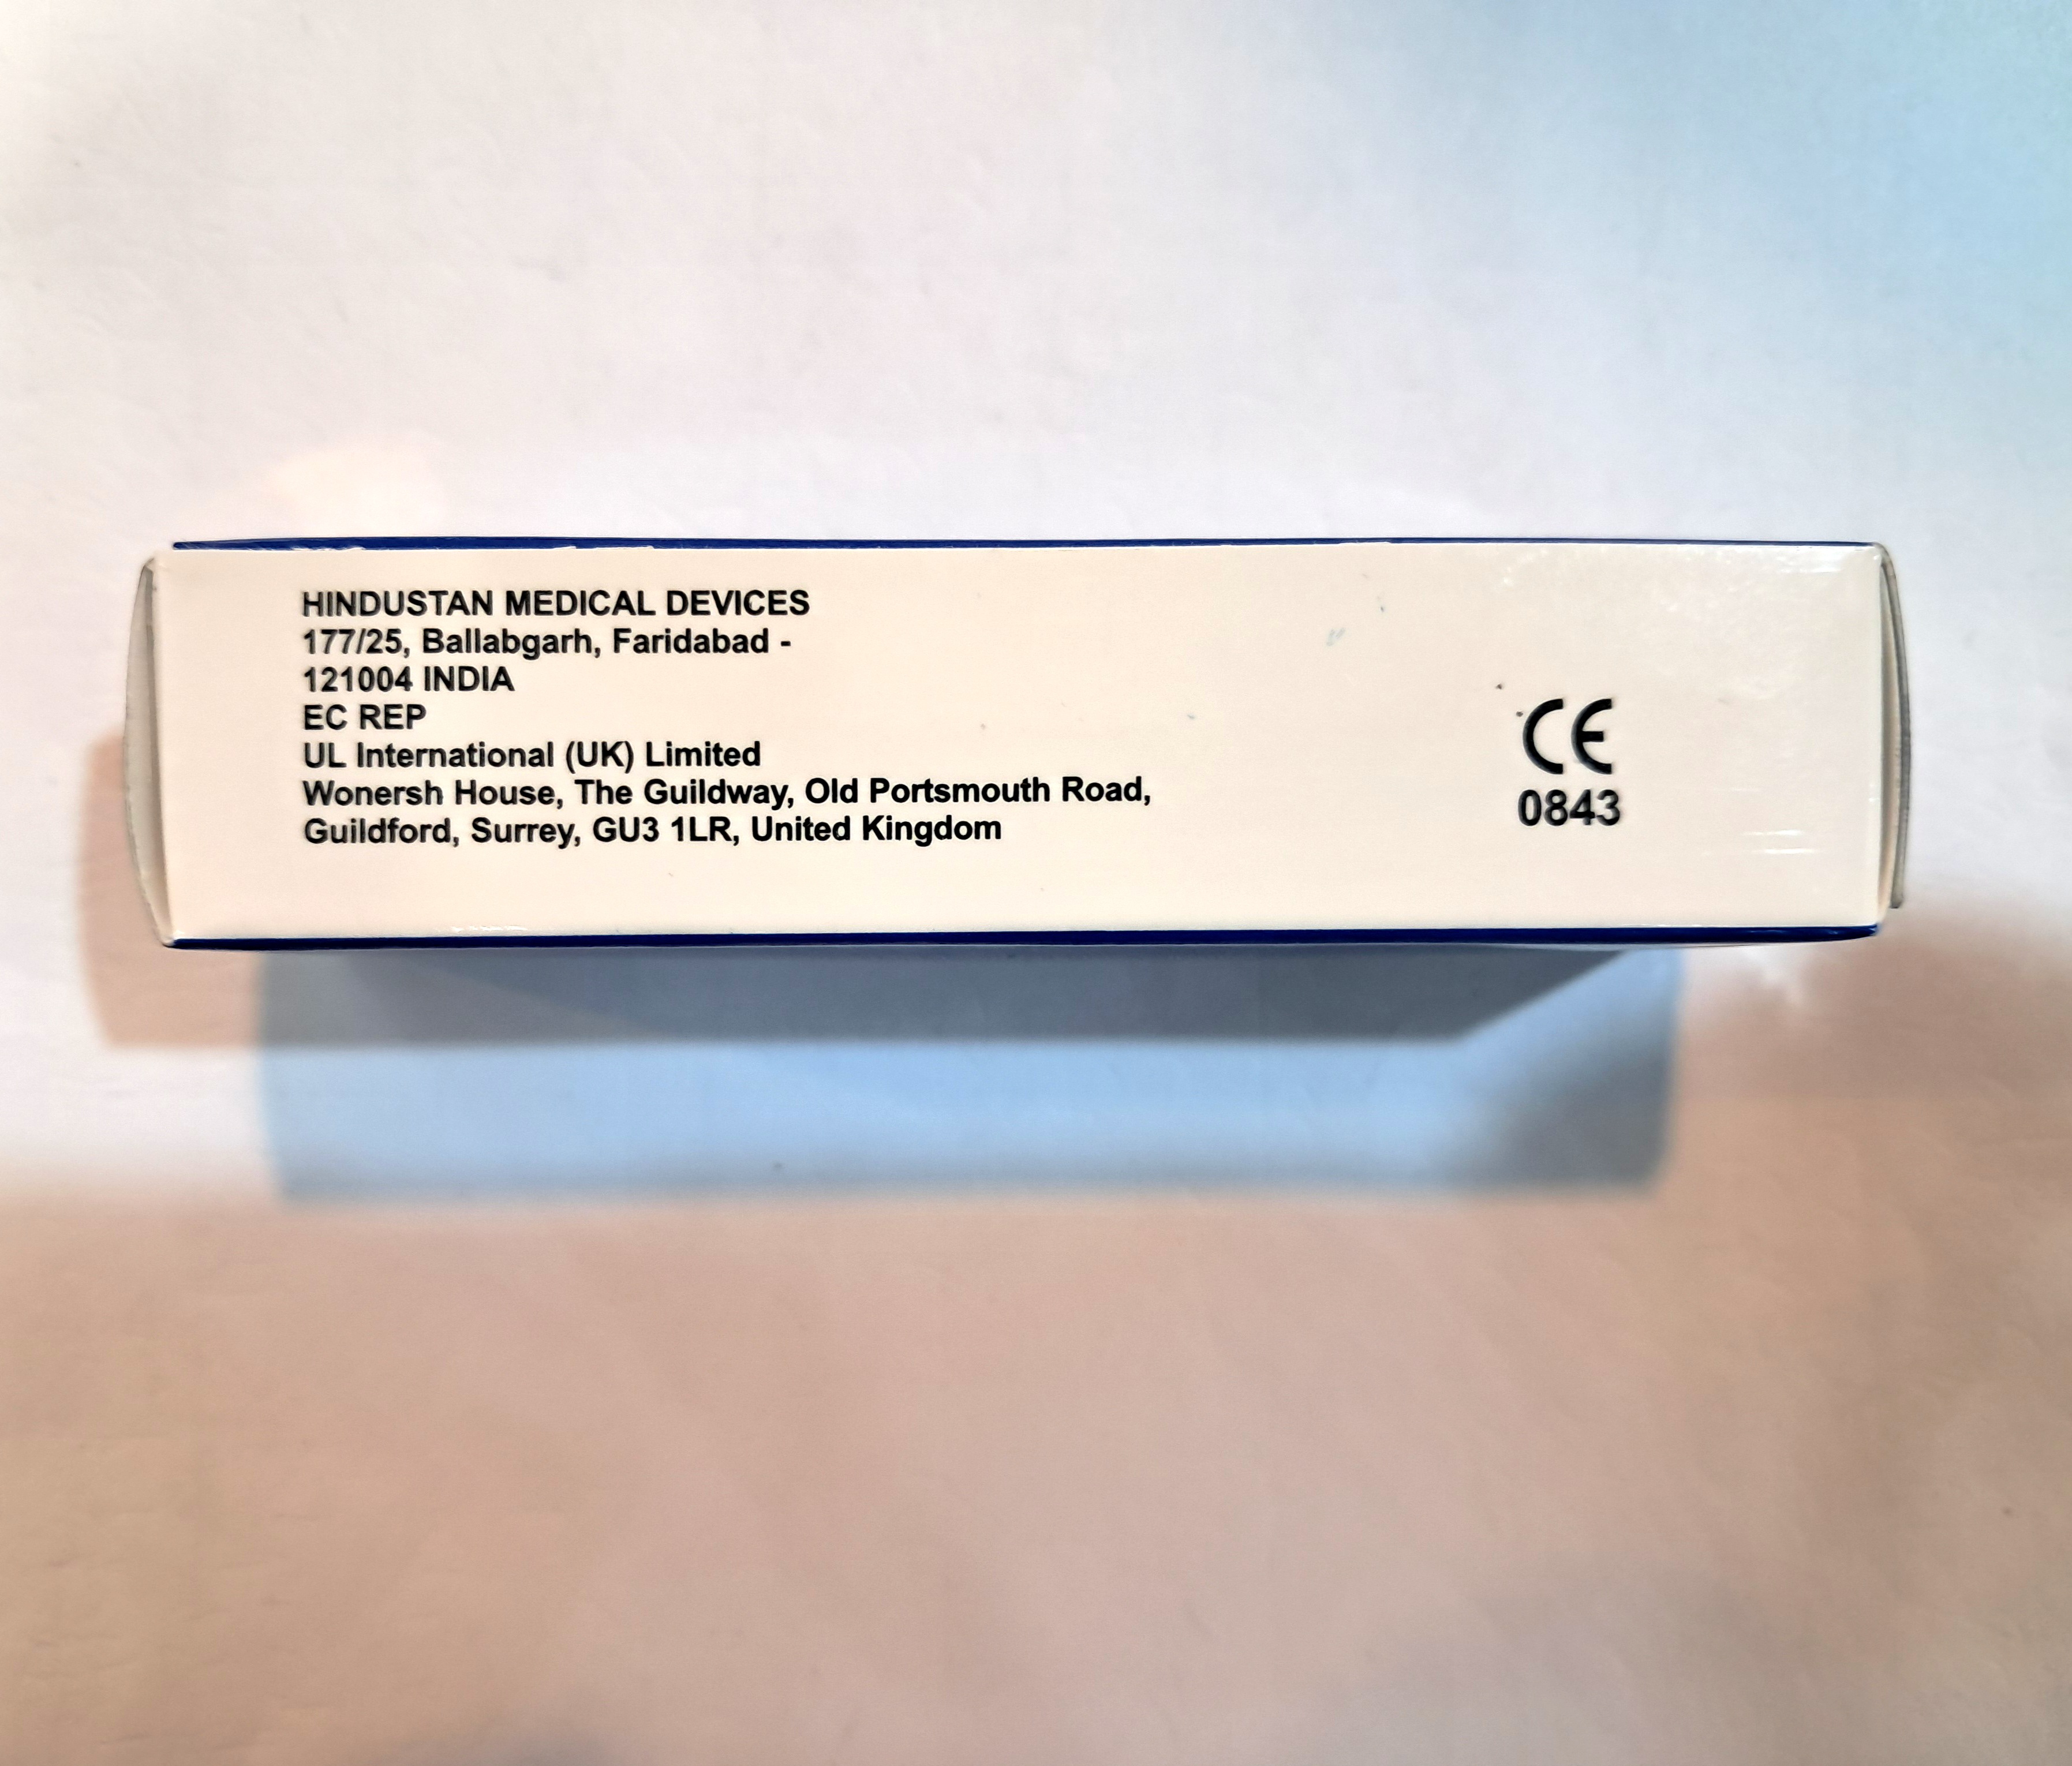 HINDUSTAN MEDICAL DEVICES
177/25, Ballabgarh, Faridabad -
121004 INDIA
EC REP
UL International (UK) Limited
Wonersh House, The Guildway, Old Portsmouth Road,
Guildford, Surrey, GU3 1LR, United Kingdom
CE
0843